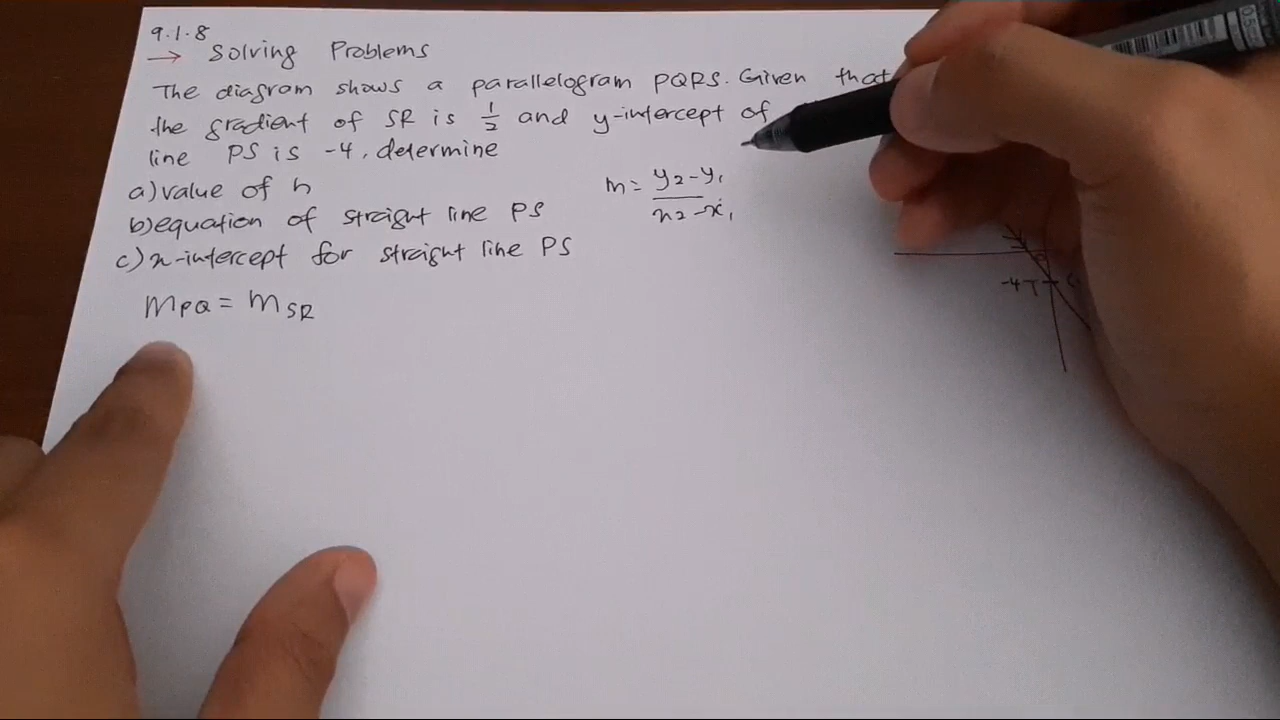 9.1.8
→ Solving Problems
The diagram shows a parallelogram PQRS. Given that
the gradient of SR is 1/2 and y-intercept of
line PS is -4, determine
a) value of h
b) equation of straight line PS
c) x-intercept for straight line PS
m = y₂-y₁/x₂-x₁
-4
mPQ = mSR